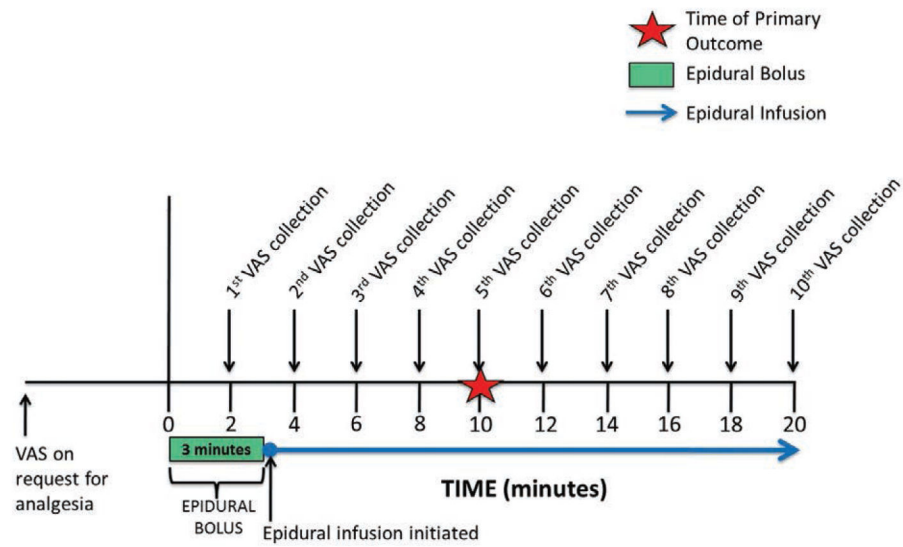 Time of Primary
Outcome
Epidural Bolus
Epidural Infusion
1st VAS collection
2nd VAS collection
3rd VAS collection
4th VAS collection
5th VAS collection
6th VAS collection
7th VAS collection
8th VAS collection
9th VAS collection
10th VAS collection
0 2 4 6 8 10 12 14 16 18 20
3 minutes
VAS on
request for
analgesia
TIME (minutes)
EPIDURAL
BOLUS
Epidural infusion initiated